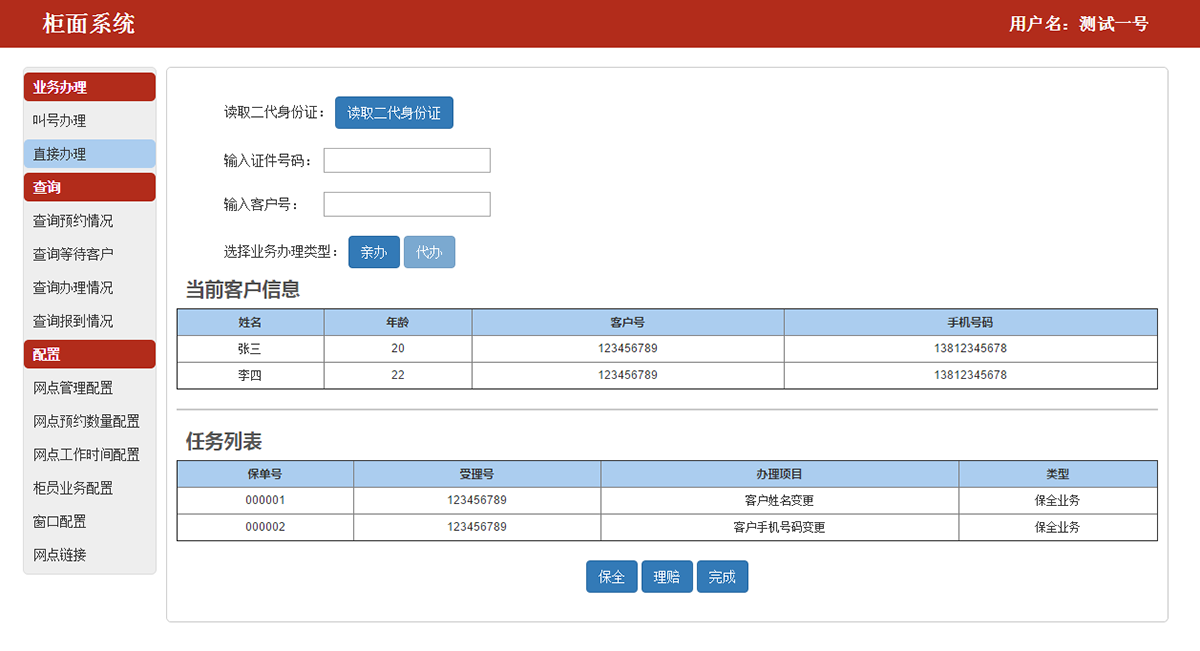 柜面系统 用户名：测试一号
业务办理
叫号办理
直接办理
查询
查询预约情况
查询等待客户
查询办理情况
查询报到情况
配置
网点管理配置
网点预约数量配置
网点工作时间配置
柜员业务配置
窗口配置
网点链接
读取二代身份证： 读取二代身份证
输入证件号码：
输入客户号：
选择业务办理类型： 亲办 代办
当前客户信息
姓名 年龄 客户号 手机号码
张三 20 123456789 13812345678
李四 22 123456789 13812345678
任务列表
保单号 受理号 办理项目 类型
000001 123456789 客户姓名变更 保全业务
000002 123456789 客户手机号码变更 保全业务
保全 理赔 完成